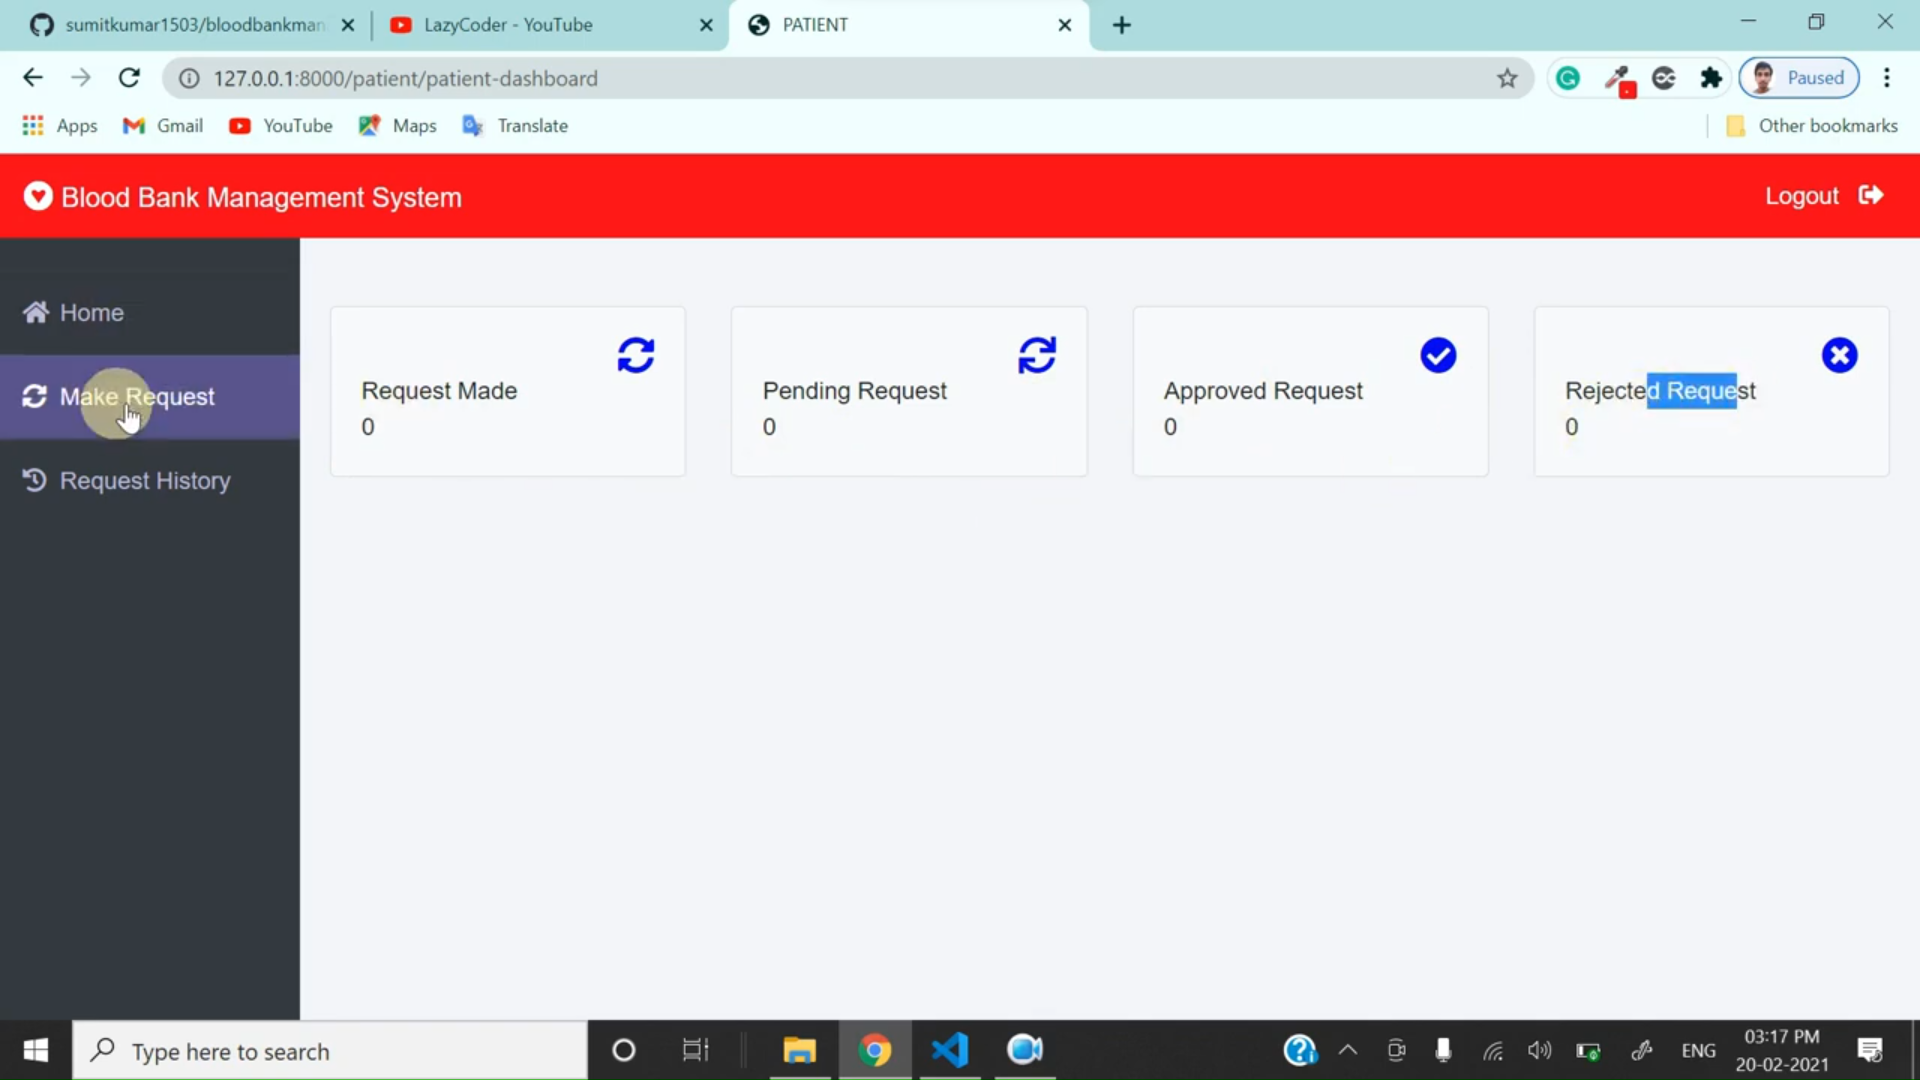 sumitkumar1503/bloodbankman
LazyCoder - YouTube
PATIENT
127.0.0.1:8000/patient/patient-dashboard
Paused
Apps
Gmail
YouTube
Maps
Translate
Other bookmarks
Blood Bank Management System
Logout
Home
Make Request
Request History
Request Made
0
Pending Request
0
Approved Request
0
Rejected Request
0
Type here to search
ENG
03:17 PM
20-02-2021